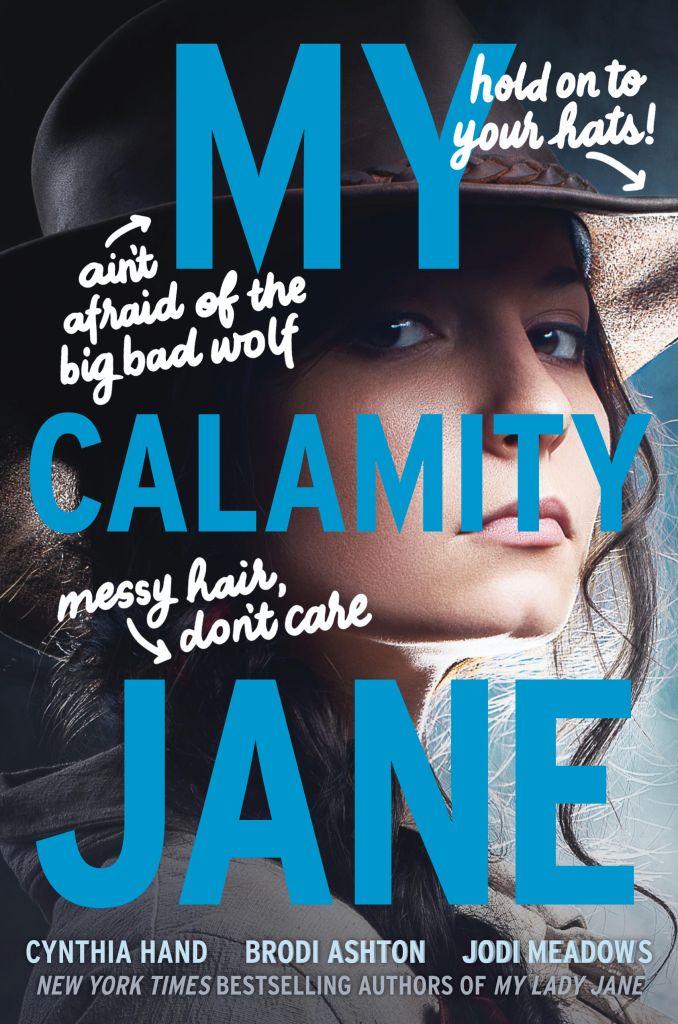 MY
hold on to
your hats!
ain't
afraid of the
big bad wolf
CALAMITY
messy hair,
don't care
JANE
CYNTHIA HAND BRODI ASHTON JODI MEADOWS
NEW YORK TIMES BESTSELLING AUTHORS OF MY LADY JANE